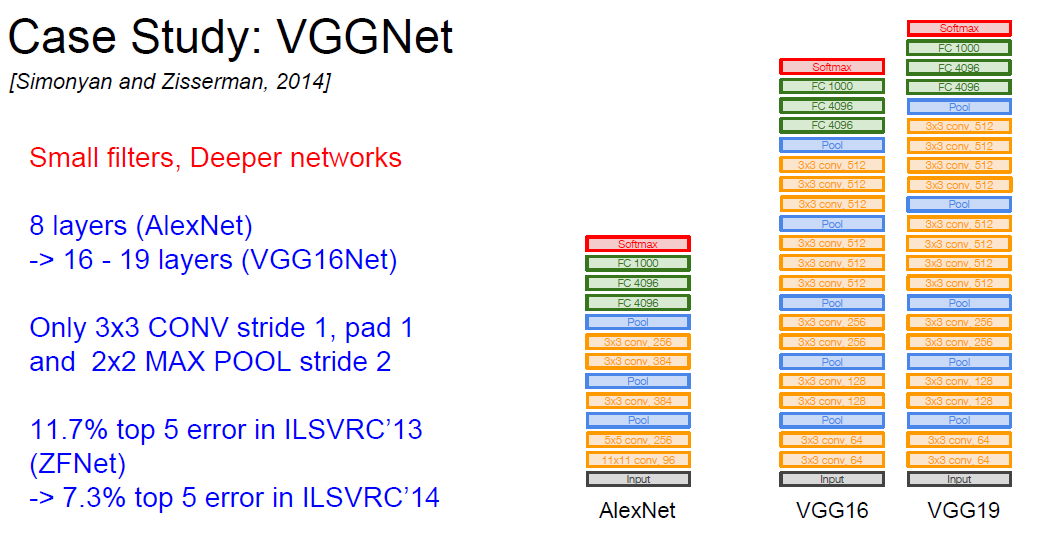 Case Study: VGGNet
[Simonyan and Zisserman, 2014]
Small filters, Deeper networks
8 layers (AlexNet)
-> 16 - 19 layers (VGG16Net)
Only 3x3 CONV stride 1, pad 1
and 2x2 MAX POOL stride 2
11.7% top 5 error in ILSVRC'13
(ZFNet)
-> 7.3% top 5 error in ILSVRC'14
Softmax
FC 1000
FC 4096
FC 4096
Pool
3x3 conv, 256
3x3 conv, 384
Pool
3x3 conv, 384
Pool
5x5 conv, 256
11x11 conv, 96
Input
AlexNet
Softmax
FC 1000
FC 4096
FC 4096
Pool
3x3 conv, 512
3x3 conv, 512
3x3 conv, 512
Pool
3x3 conv, 512
3x3 conv, 512
3x3 conv, 512
Pool
3x3 conv, 256
3x3 conv, 256
Pool
3x3 conv, 128
3x3 conv, 128
Pool
3x3 conv, 64
3x3 conv, 64
Input
VGG16
Softmax
FC 1000
FC 4096
FC 4096
Pool
3x3 conv, 512
3x3 conv, 512
3x3 conv, 512
3x3 conv, 512
Pool
3x3 conv, 512
3x3 conv, 512
3x3 conv, 512
3x3 conv, 512
Pool
3x3 conv, 256
3x3 conv, 256
Pool
3x3 conv, 128
3x3 conv, 128
Pool
3x3 conv, 64
3x3 conv, 64
Input
VGG19